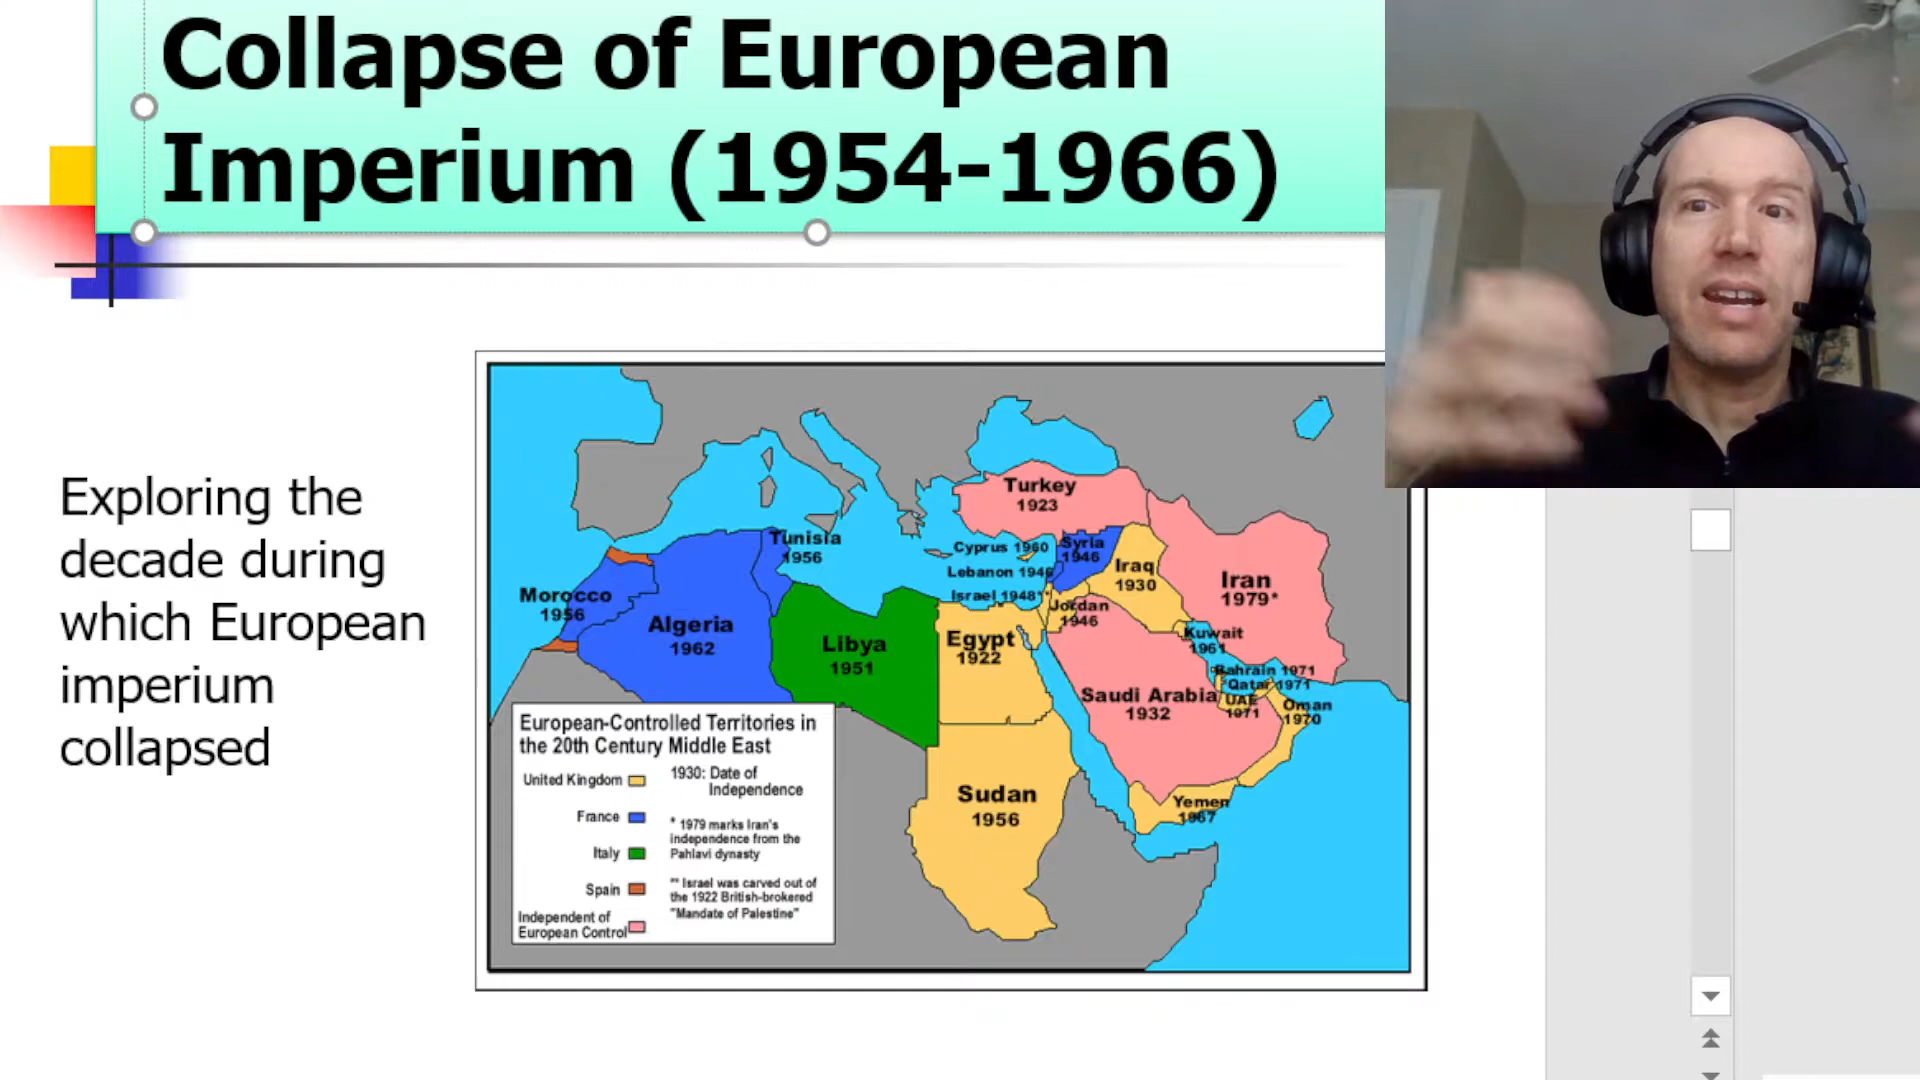 Collapse of European
Imperium (1954-1966)
Exploring the
decade during
which European
imperium
collapsed
Turkey
1923
Tunisia
1956
Cyprus 1960
Syria
1946
Lebanon 1946
Iraq
1930
Iran
1979*
Israel 1948**
Morocco
1956
Jordan
1946
Algeria
1962
Libya
1951
Egypt
1922
Kuwait
1961
Bahrain 1971
Qatar 1971
Saudi Arabia
1932
UAE
1971
Oman
1970
Sudan
1956
Yemen
1967
European-Controlled Territories in
the 20th Century Middle East
United Kingdom
France
Italy
Spain
Independent of
European Control
1930: Date of
Independence
* 1979 marks Iran's
independence from the
Pahlavi dynasty
** Israel was carved out of
the 1922 British-brokered
"Mandate of Palestine"